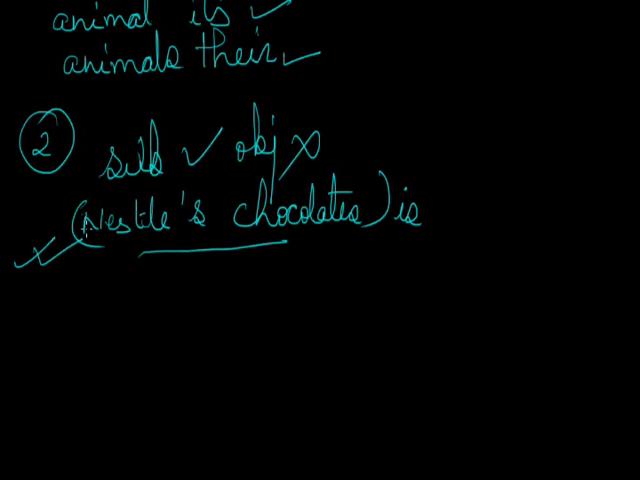 animal its ✓
animals their ✓
② sub ✓ obj ✗
(Nestle's chocolates) is